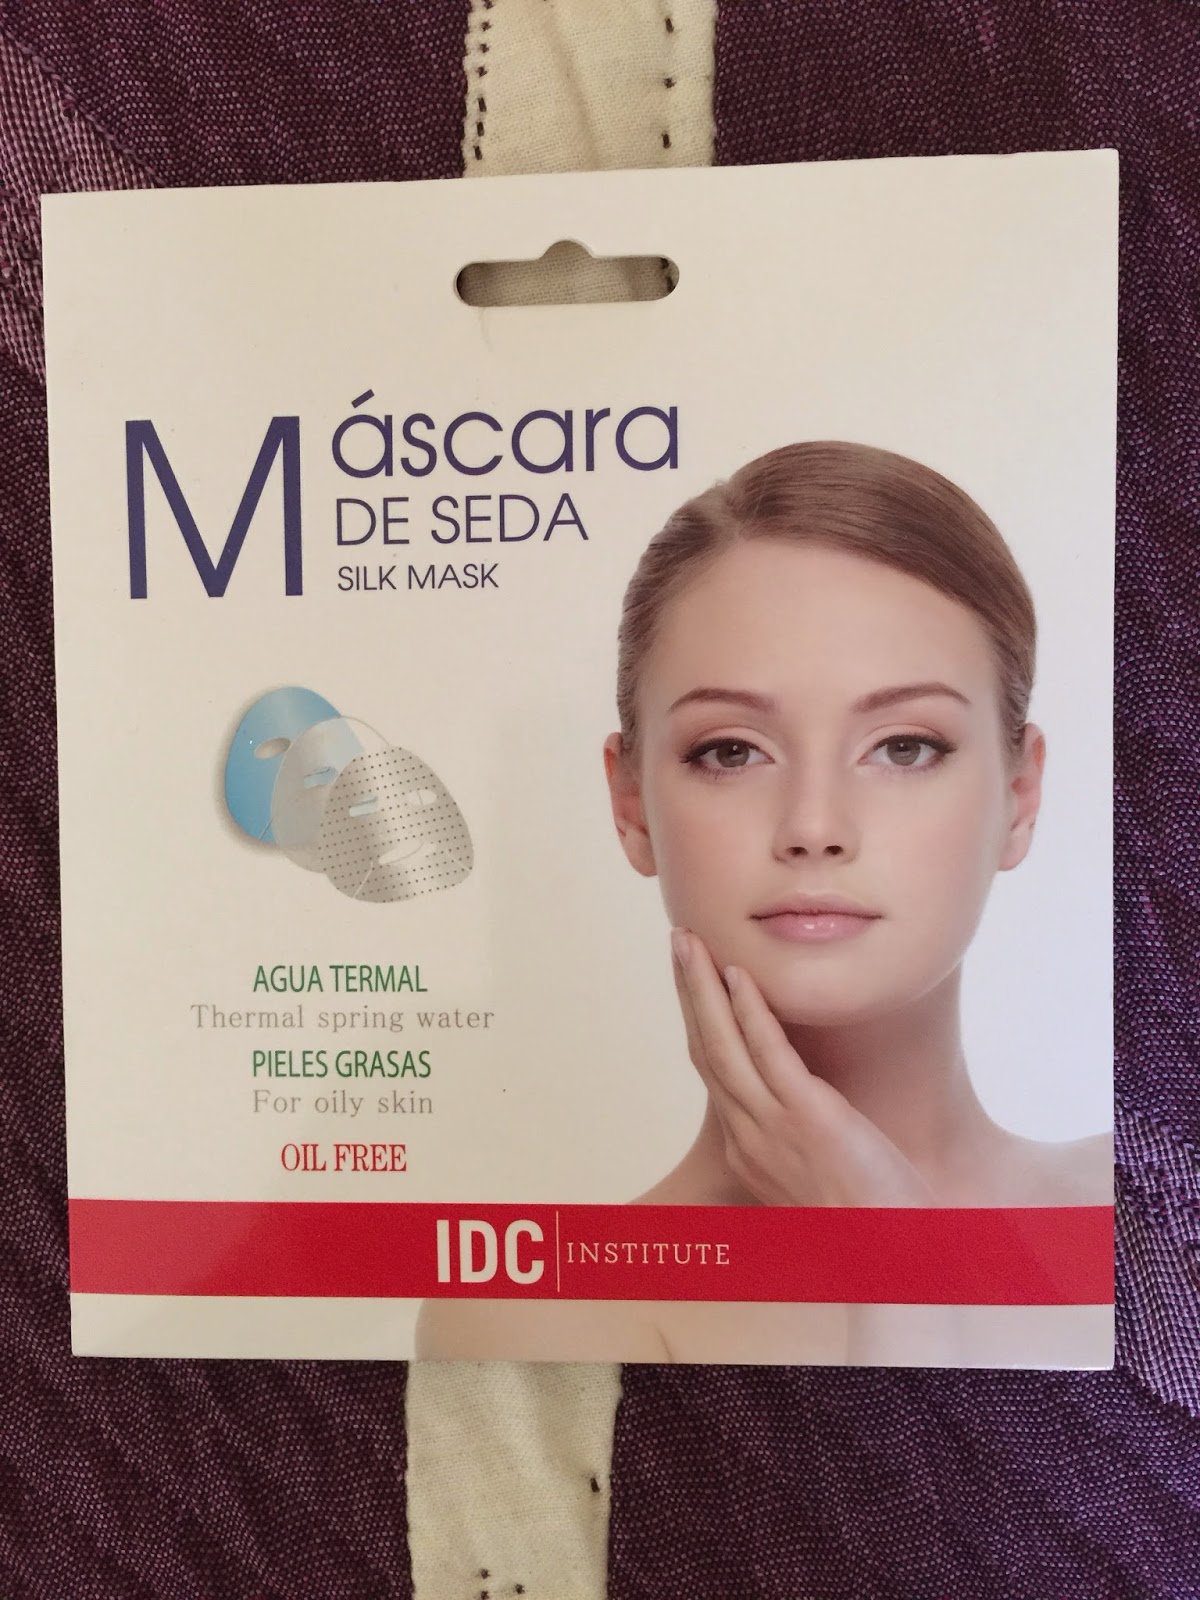 Máscara
DE SEDA
SILK MASK
AGUA TERMAL
Thermal spring water
PIELES GRASAS
For oily skin
OIL FREE
IDC INSTITUTE